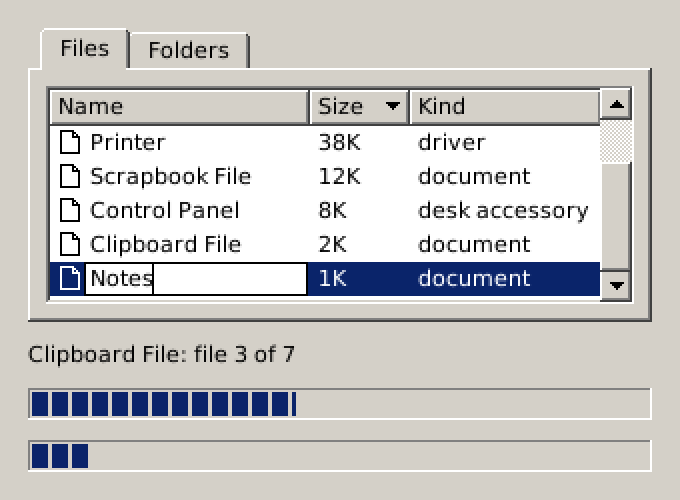 Files Folders
Name Size Kind
Printer 38K driver
Scrapbook File 12K document
Control Panel 8K desk accessory
Clipboard File 2K document
Notes 1K document
Clipboard File: file 3 of 7